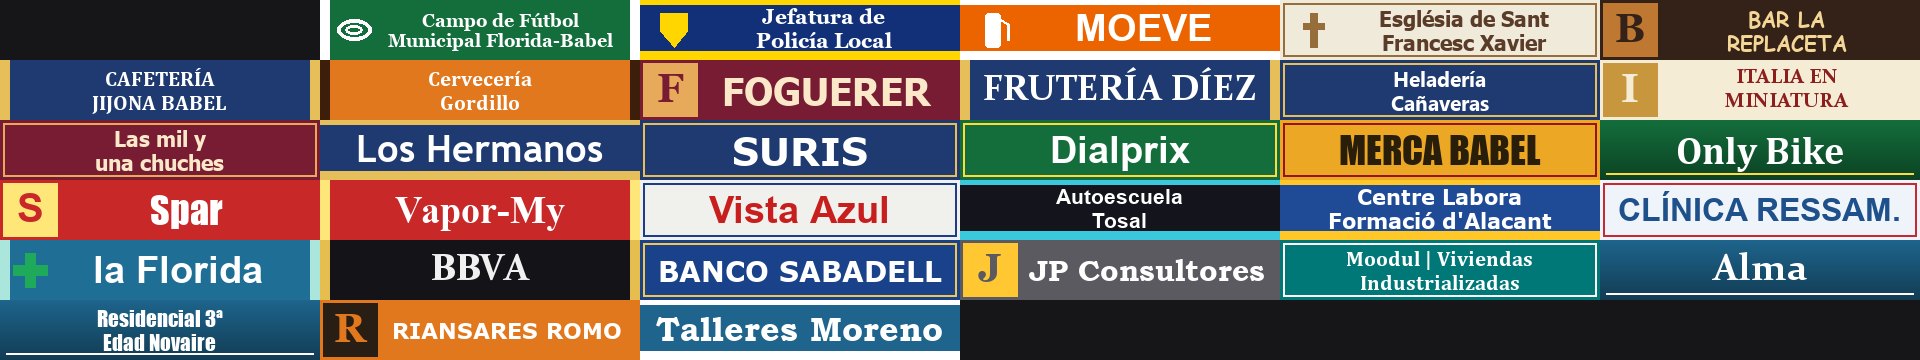 Campo de Fútbol
Municipal Florida-Babel
Jefatura de
Policía Local
MOEVE
Església de Sant
Francesc Xavier
B
BAR LA
REPLACETA
CAFETERÍA
JIJONA BABEL
Cervecería
Gordillo
F
FOGUERER
FRUTERÍA DÍEZ
Heladería
Cañaveras
I
ITALIA EN
MINIATURA
Las mil y
una chuches
Los Hermanos
SURIS
Dialprix
MERCA BABEL
Only Bike
S
Spar
Vapor-My
Vista Azul
Autoescuela
Tosal
Centre Labora
Formació d'Alacant
CLÍNICA RESSAM.
la Florida
BBVA
BANCO SABADELL
J
JP Consultores
Moodul | Viviendas
Industrializadas
Alma
Residencial 3ª
Edad Novaire
R
RIANSARES ROMO
Talleres Moreno